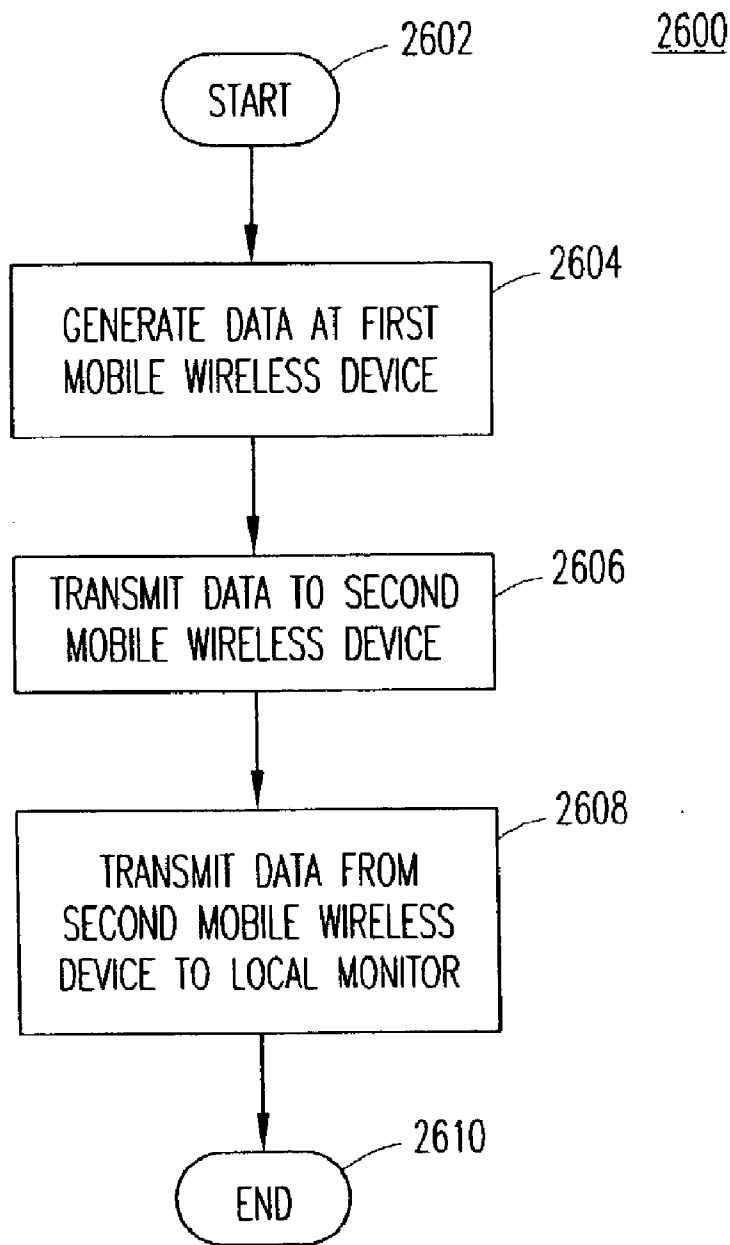 2602
2600
START
2604
GENERATE DATA AT FIRST
MOBILE WIRELESS DEVICE
2606
TRANSMIT DATA TO SECOND
MOBILE WIRELESS DEVICE
2608
TRANSMIT DATA FROM
SECOND MOBILE WIRELESS
DEVICE TO LOCAL MONITOR
2610
END